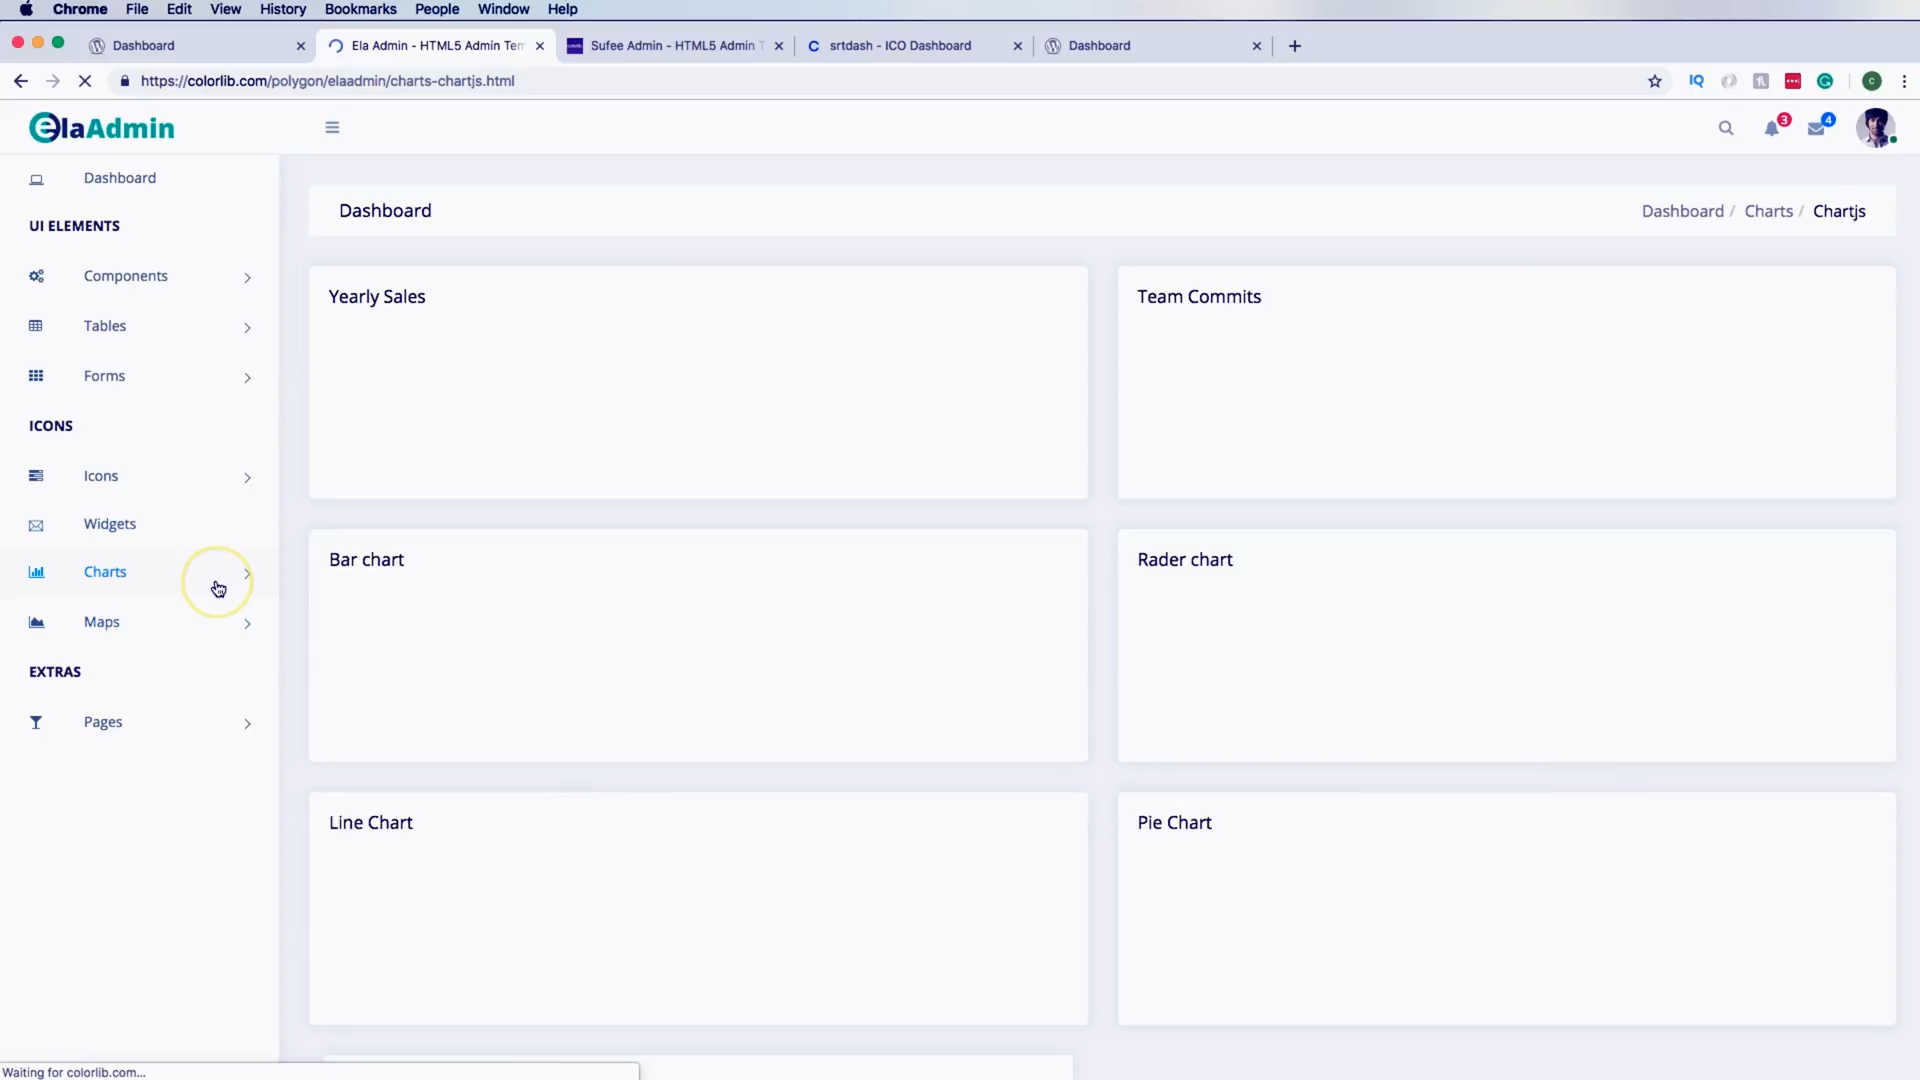 Chrome File Edit View History Bookmarks People Window Help
Dashboard Ela Admin - HTML5 Admin Tem Sufee Admin - HTML5 Admin T srtdash - ICO Dashboard Dashboard
https://colorlib.com/polygon/elaadmin/charts-chartjs.html IQ C
elaAdmin 3 4
Dashboard
UI ELEMENTS
Components
Tables
Forms
ICONS
Icons
Widgets
Charts
Maps
EXTRAS
Pages
Dashboard Dashboard / Charts / Chartjs
Yearly Sales Team Commits
Bar chart Rader chart
Line Chart Pie Chart
Waiting for colorlib.com...